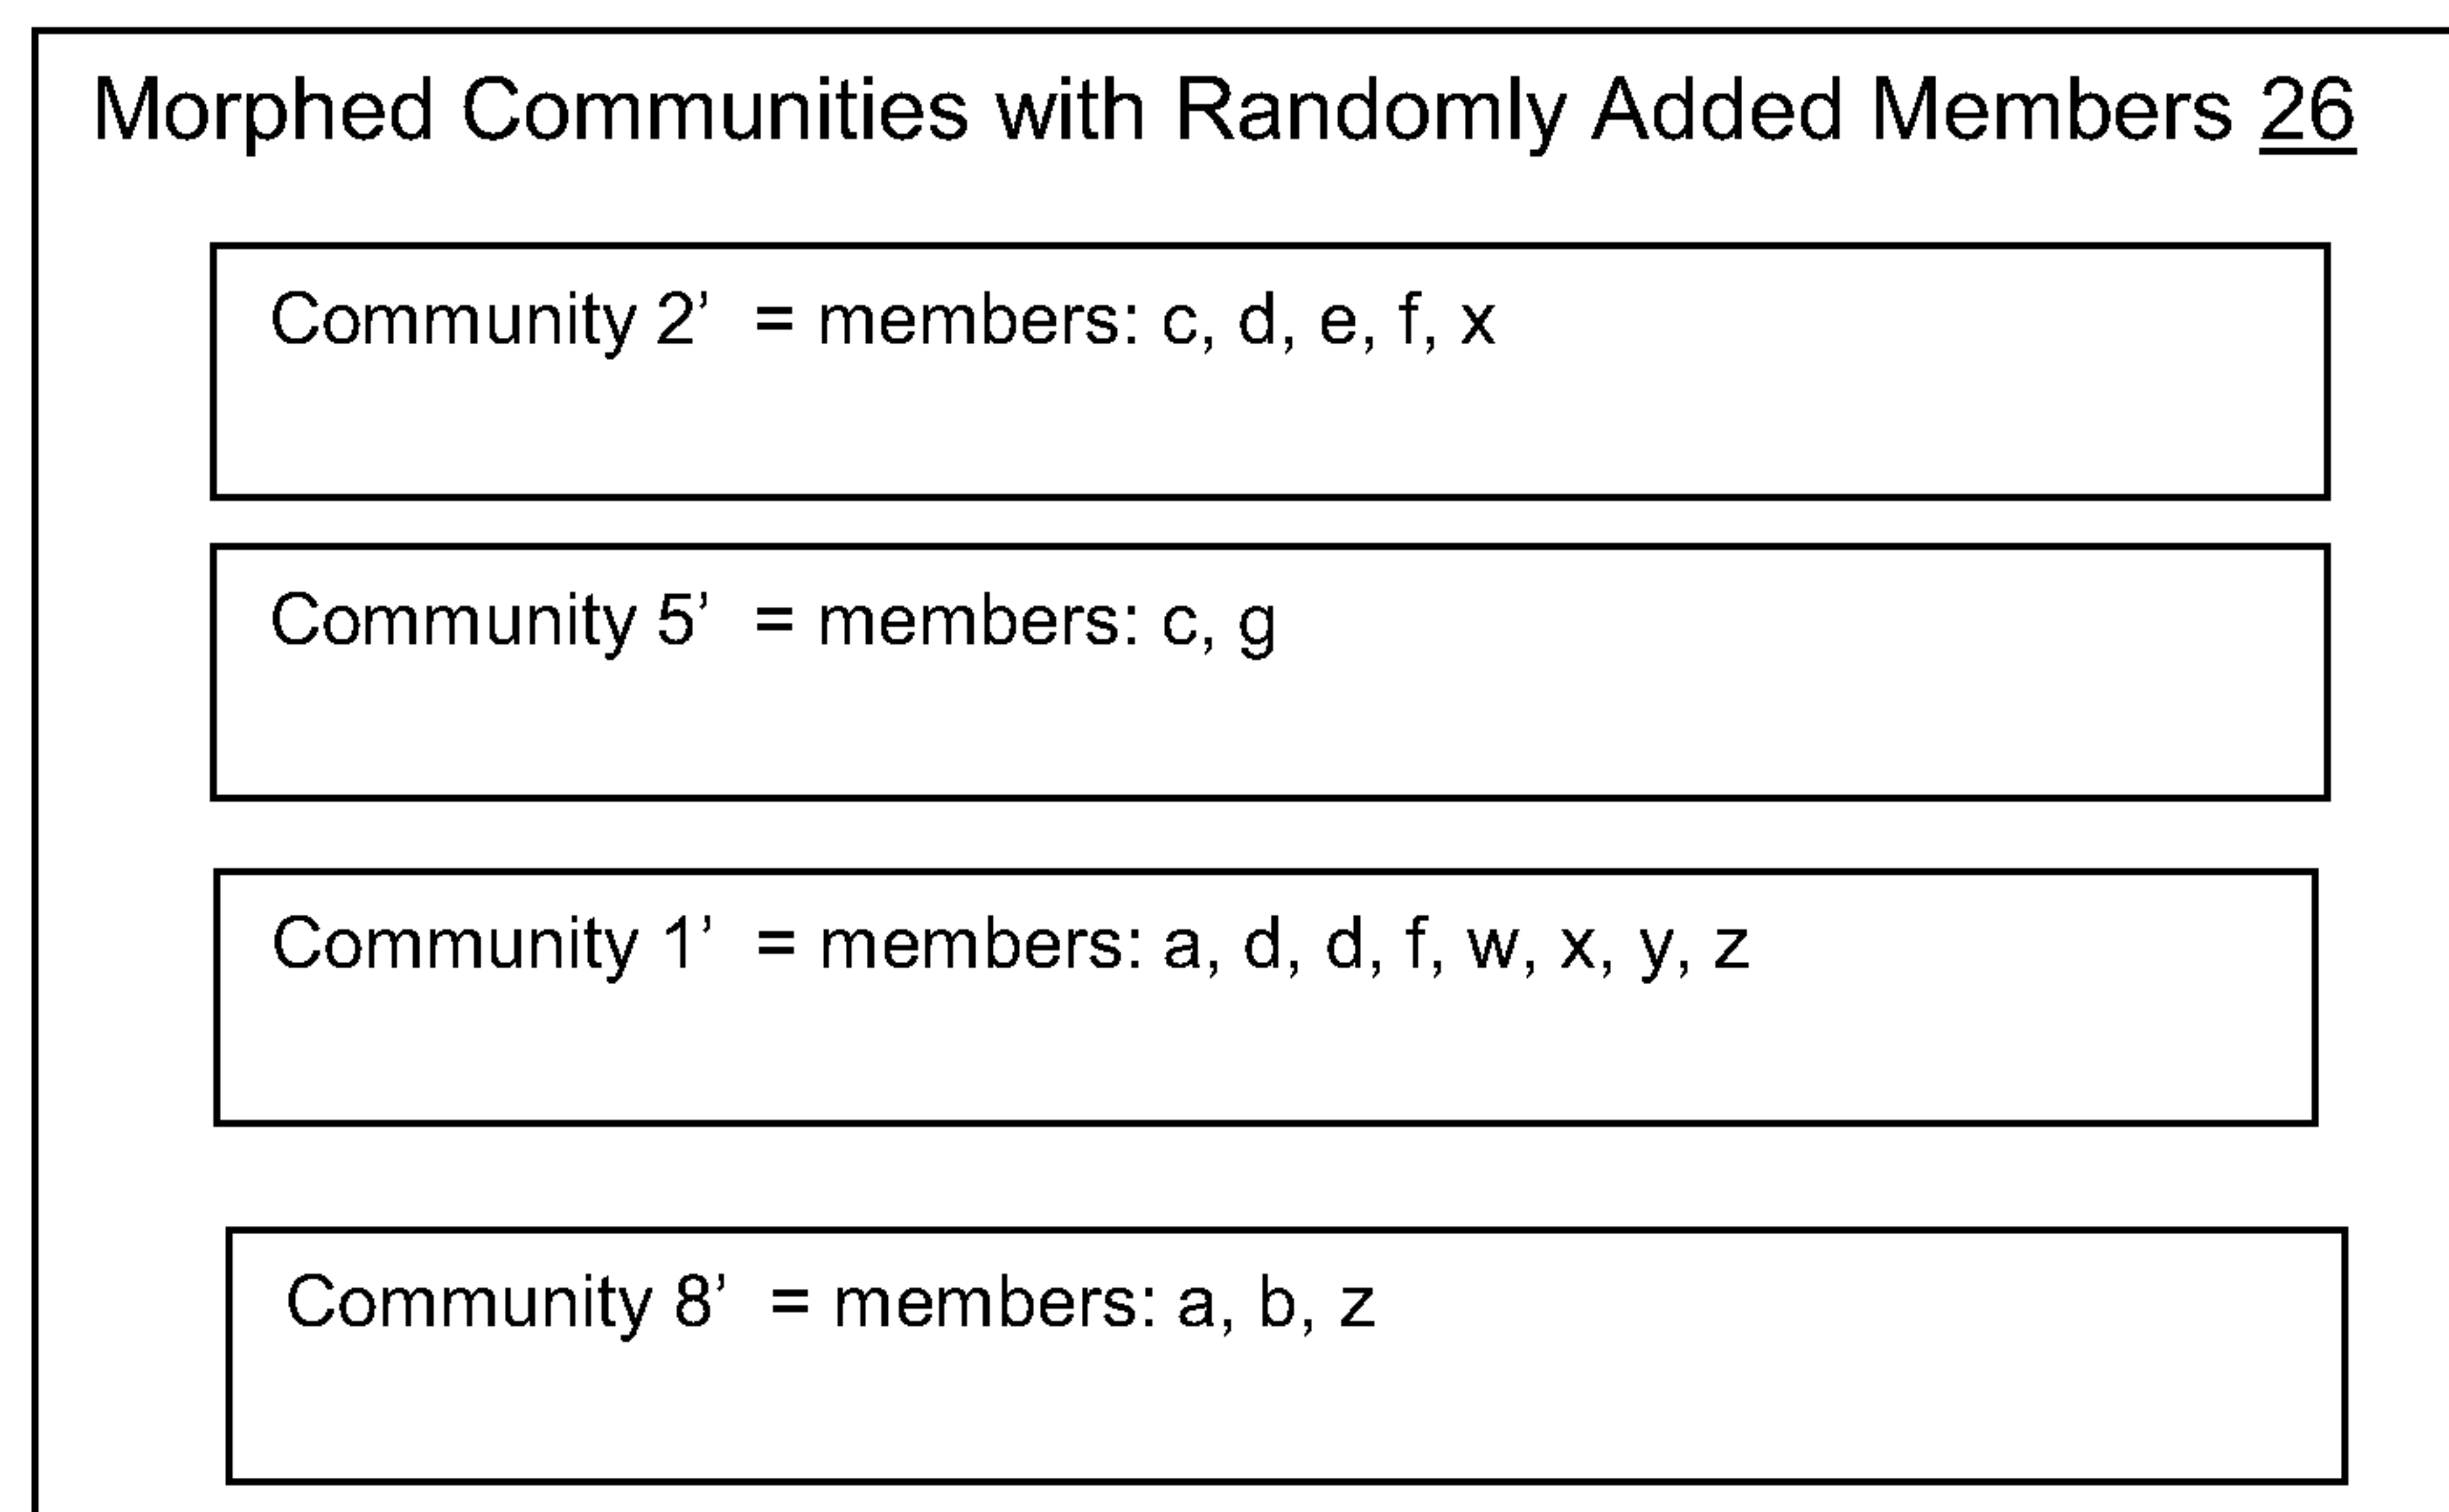 Morphed Communities with Randomly Added Members 26
Community 2’ = members: c, d, e, f, x
Community 5’ = members: c, g
Community 1’ = members: a, d, d, f, w, x, y, z
Community 8’ = members: a, b, z